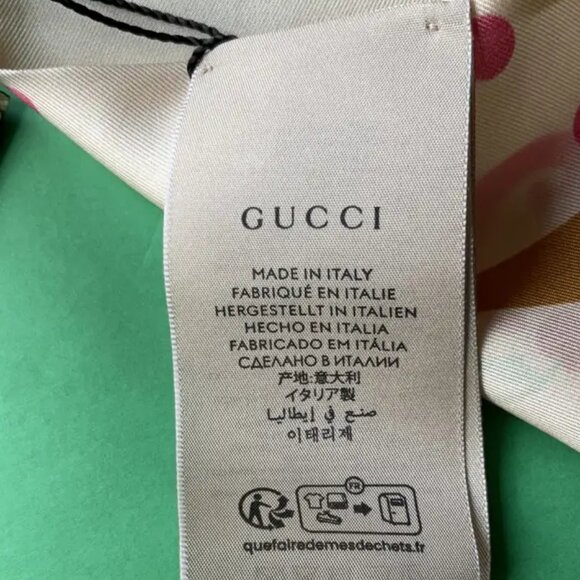 GUCCI
MADE IN ITALY
FABRIQUÉ EN ITALIE
HERGESTELLT IN ITALIEN
HECHO EN ITALIA
FABRICADO EM ITÁLIA
СДЕЛАНО В ИТАЛИИ
产地:意大利
イタリア製
صنع في إيطاليا
이태리제
FR
quefairedemesdechets.fr